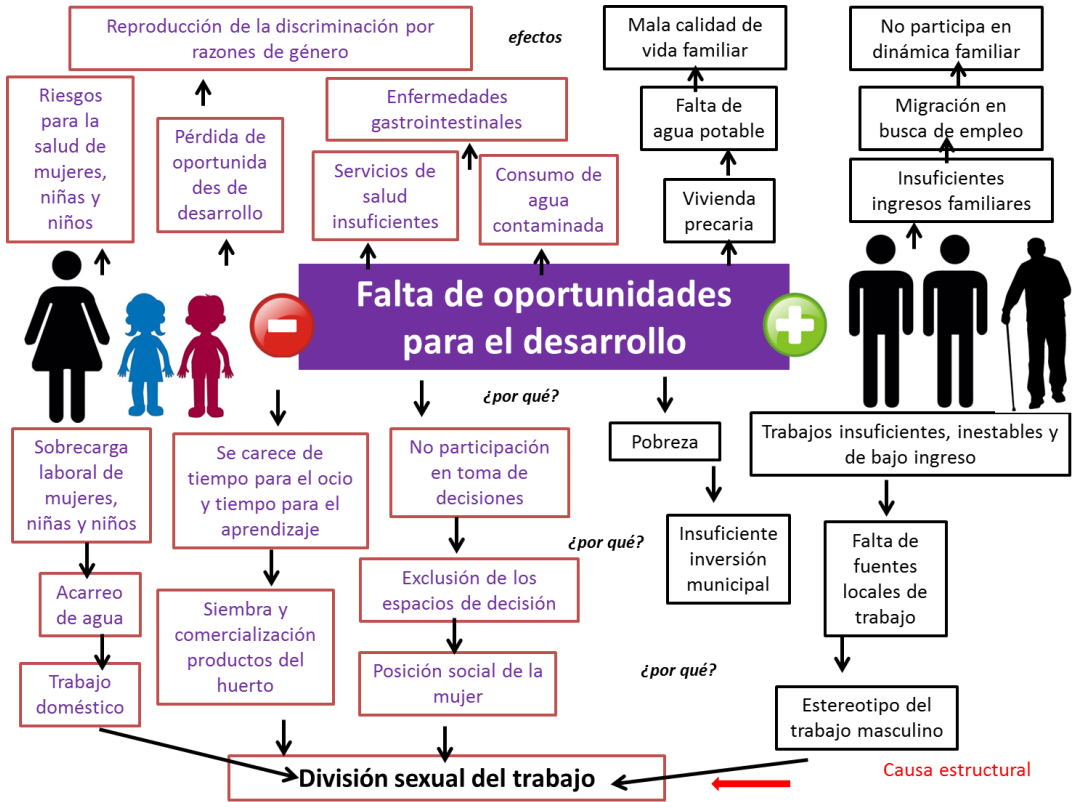 Reproducción de la discriminación por
razones de género
efectos
Mala calidad de
vida familiar
No participa en
dinámica familiar
Riesgos
para la
salud de
mujeres,
niñas y
niños
Pérdida de
oportunida
des de
desarrollo
Enfermedades
gastrointestinales
Servicios de
salud
insuficientes
Consumo de
agua
contaminada
Falta de
agua potable
Vivienda
precaria
Migración en
busca de empleo
Insuficientes
ingresos familiares
Falta de oportunidades
para el desarrollo
¿por qué?
Sobrecarga
laboral de
mujeres,
niñas y niños
Se carece de
tiempo para el ocio
y tiempo para el
aprendizaje
No participación
en toma de
decisiones
Pobreza
Trabajos insuficientes, inestables y
de bajo ingreso
¿por qué?
Acarreo
de agua
Siembra y
comercialización
productos del
huerto
Exclusión de los
espacios de decisión
Insuficiente
inversión
municipal
Falta de
fuentes
locales de
trabajo
¿por qué?
Trabajo
doméstico
Posición social de la
mujer
Estereotipo del
trabajo masculino
División sexual del trabajo
Causa estructural